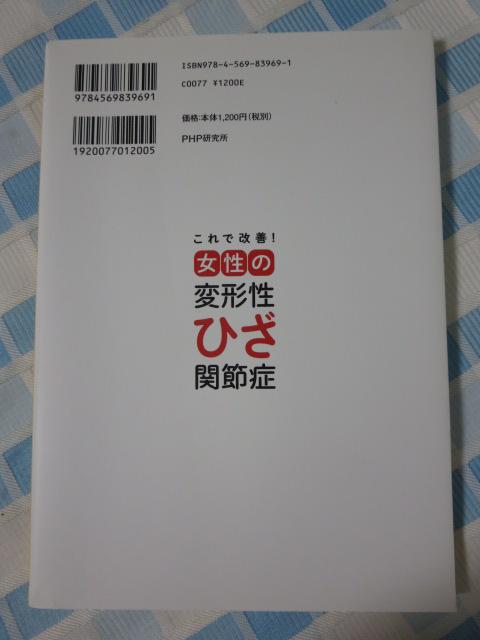 ISBN978-4-569-83969-1
C0077 ¥1200E
9784569839691
価格:本体1,200円(税別)
PHP研究所
1920077012005
これで改善!
女性の
変形性
ひざ
関節症